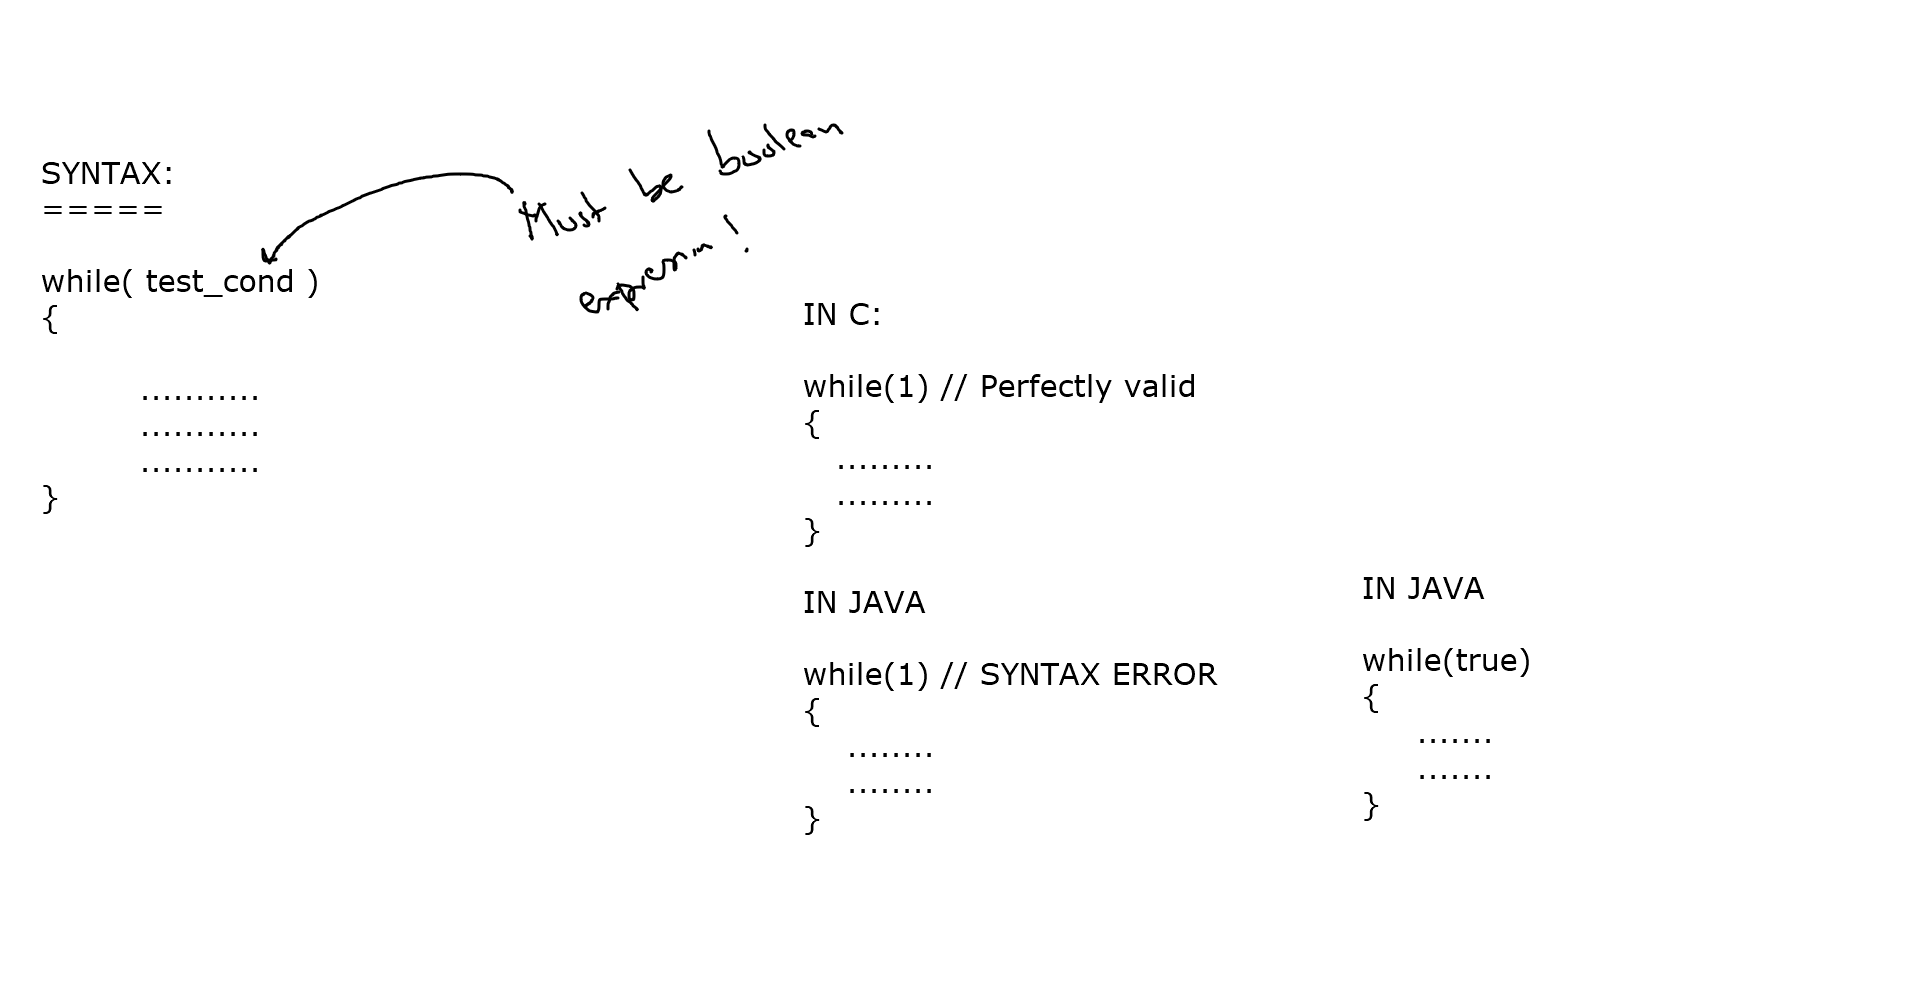 SYNTAX:
=====
while( test_cond )
{
...........
...........
...........
}
Must be boolean
expression!
IN C:
while(1) // Perfectly valid
{
.........
.........
}
IN JAVA
while(1) // SYNTAX ERROR
{
........
........
}
IN JAVA
while(true)
{
.......
.......
}